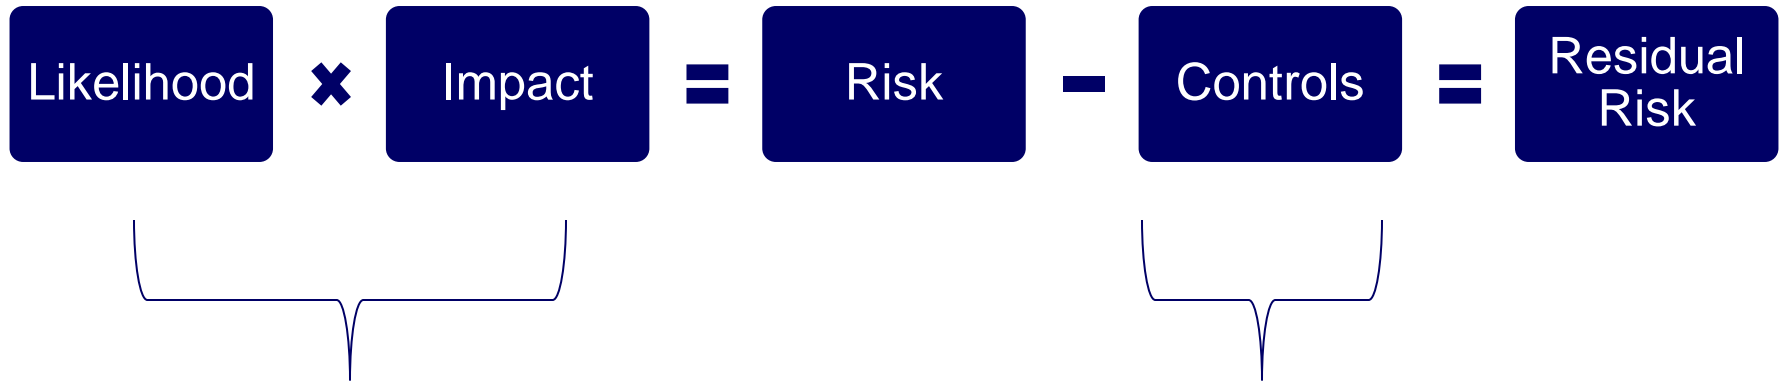 Likelihood
Impact
Risk
Controls
Residual
Risk